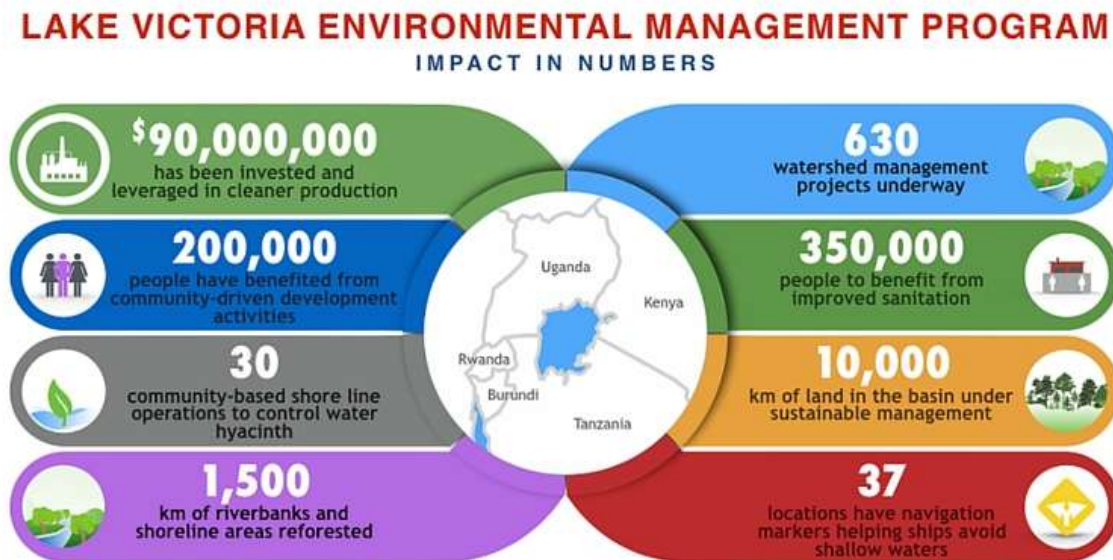 LAKE VICTORIA ENVIRONMENTAL MANAGEMENT PROGRAM
IMPACT IN NUMBERS
$90,000,000
has been invested and
leveraged in cleaner production
200,000
people have benefited from
community-driven development
activities
30
community-based shore line
operations to control water
hyacinth
1,500
km of riverbanks and
shoreline areas reforested
Uganda
Kenya
Rwanda
Burundi
Tanzania
630
watershed management
projects underway
350,000
people to benefit from
improved sanitation
10,000
km of land in the basin under
sustainable management
37
locations have navigation
markers helping ships avoid
shallow waters